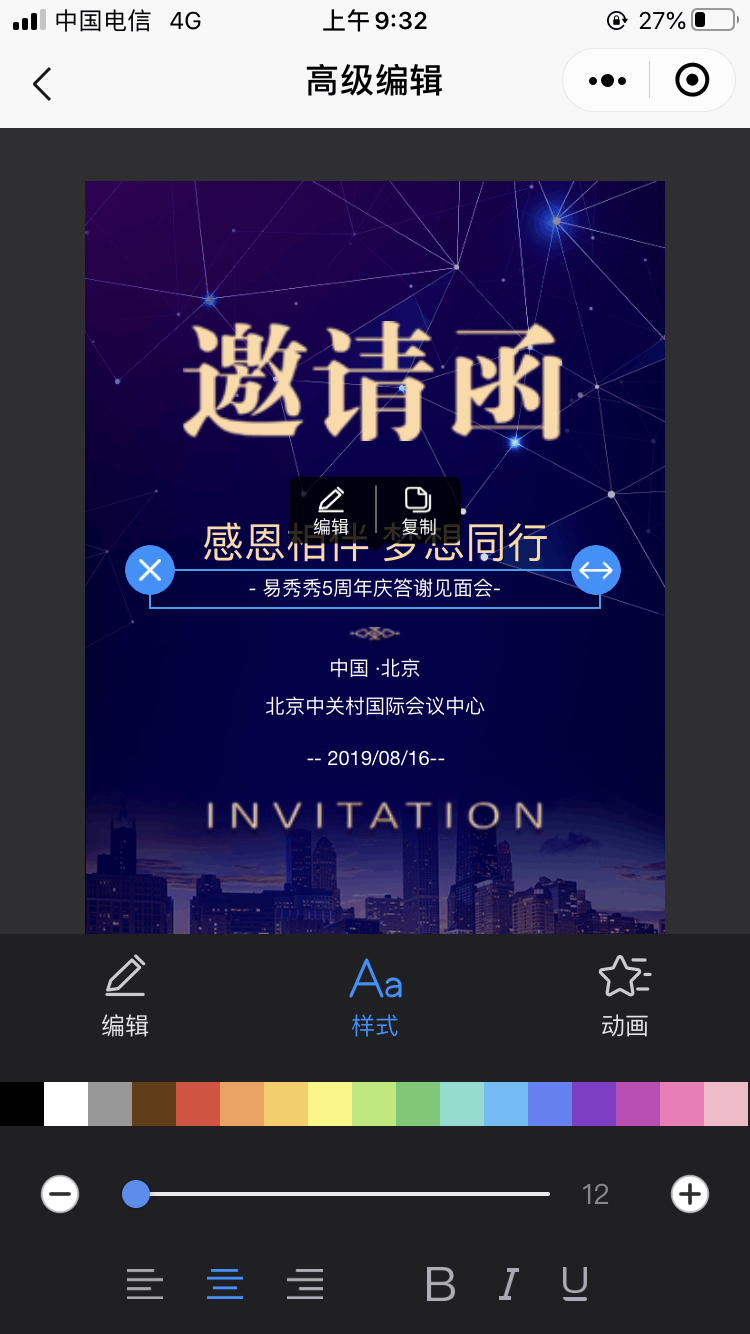 中国电信 4G 上午9:32 27%
高级编辑
邀请函
编辑 复制
感恩相伴 梦想同行
- 易秀秀5周年庆答谢见面会-
中国 ·北京
北京中关村国际会议中心
-- 2019/08/16--
INVITATION
编辑 样式 动画
12
B I U